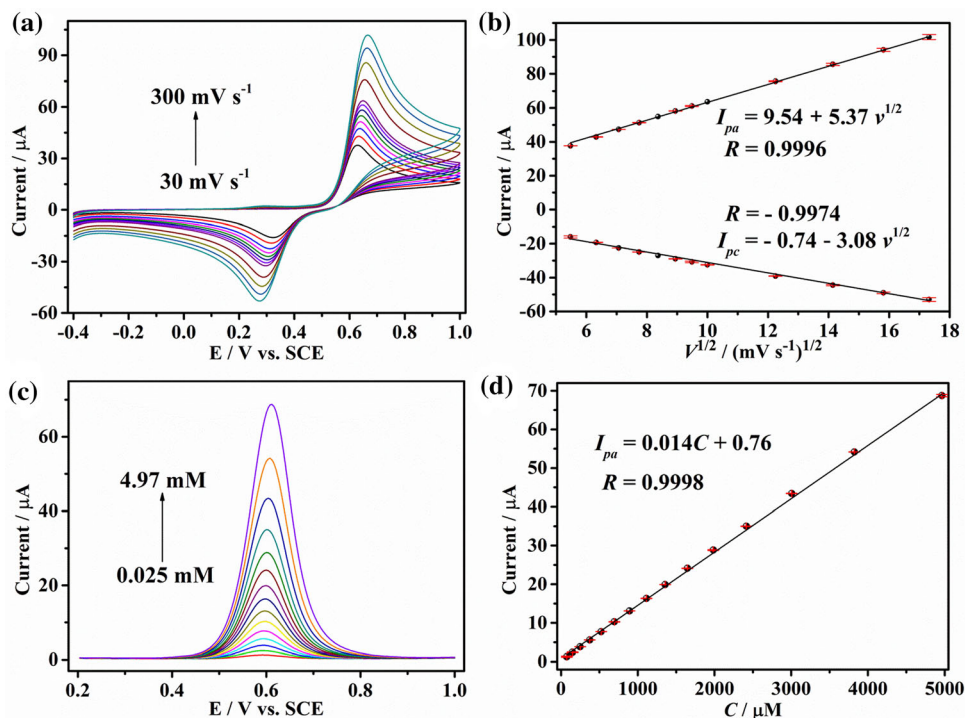 (a)
90
60
30
0
-30
-60
Current / μA
300 mV s⁻¹
30 mV s⁻¹
-0.4 -0.2 0.0 0.2 0.4 0.6 0.8 1.0
E / V vs. SCE
(b)
100
80
60
40
20
0
-20
-40
-60
Current / μA
Ipa = 9.54 + 5.37 v^1/2
R = 0.9996
R = - 0.9974
Ipc = - 0.74 - 3.08 v^1/2
6 8 10 12 14 16 18
V^1/2 / (mV s⁻¹)^1/2
(c)
60
40
20
0
Current / μA
4.97 mM
0.025 mM
0.2 0.4 0.6 0.8 1.0
E / V vs. SCE
(d)
70
60
50
40
30
20
10
0
Current / μA
Ipa = 0.014C + 0.76
R = 0.9998
0 1000 2000 3000 4000 5000
C / μM